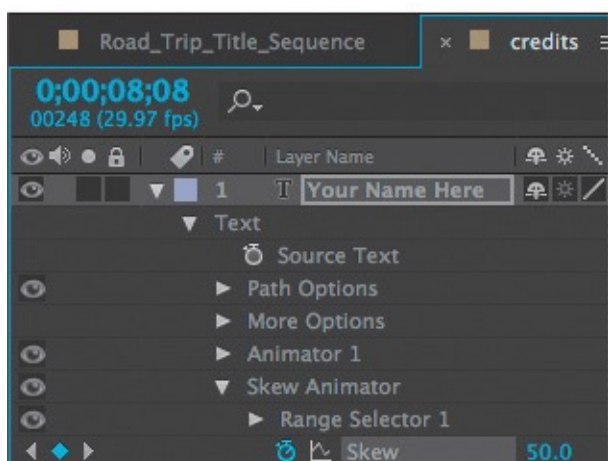 Road_Trip_Title_Sequence × credits
0;00;08;08
00248 (29.97 fps)
# Layer Name
1 T Your Name Here
Text
Source Text
Path Options
More Options
Animator 1
Skew Animator
Range Selector 1
Skew 50.0